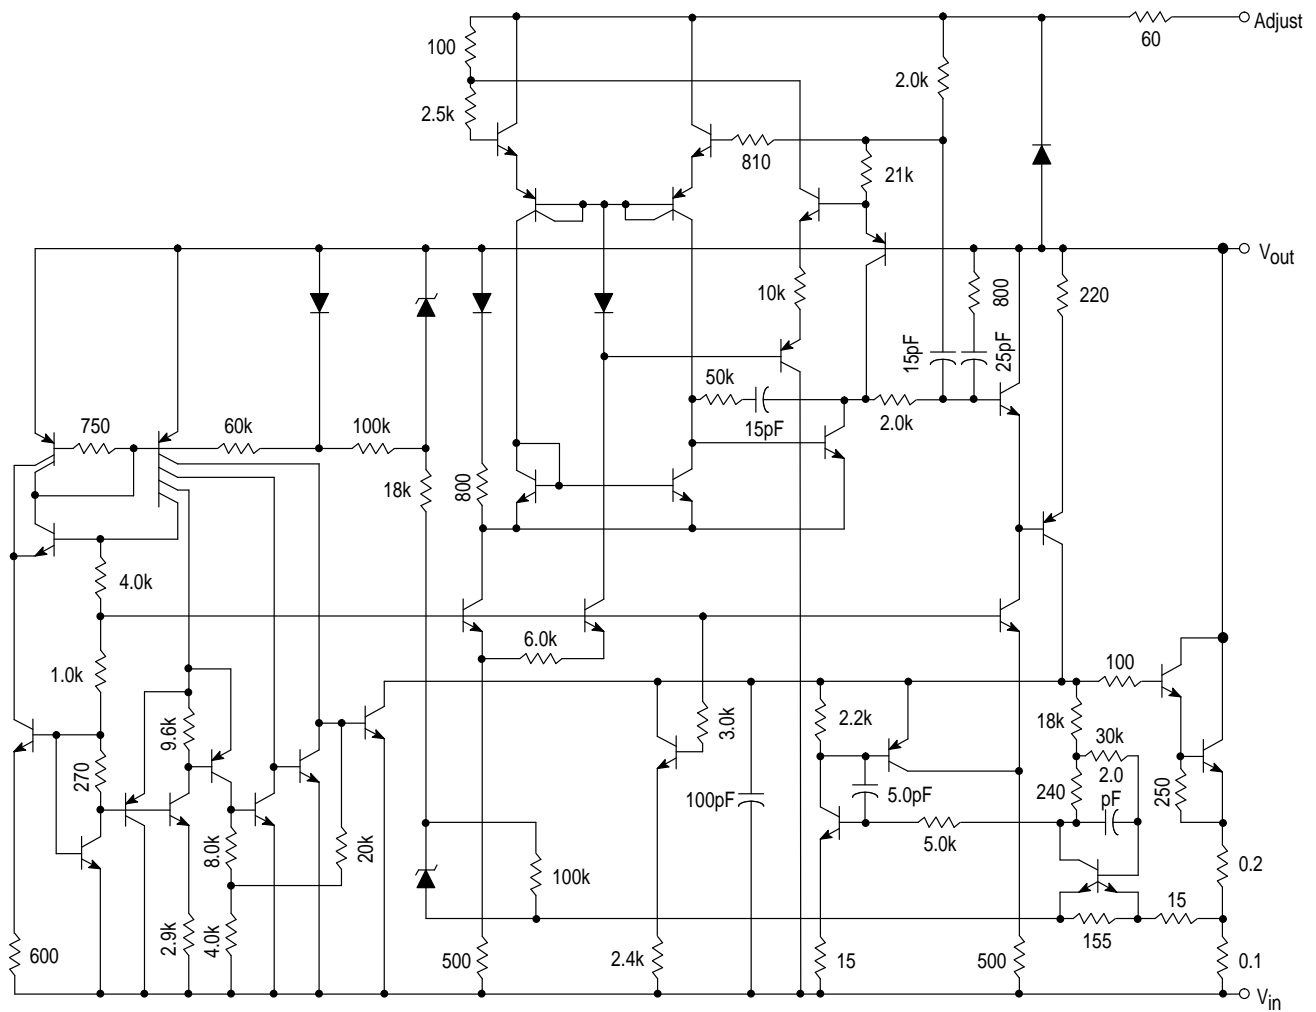 Adjust
60
100
2.0k
2.5k
810
21k
V_out
10k
800
220
15pF
25pF
50k
15pF
2.0k
750
60k
100k
18k
800
4.0k
6.0k
1.0k
100
9.6k
3.0k
2.2k
18k
30k
270
2.0
pF
240
250
100pF
5.0pF
8.0k
20k
5.0k
100k
0.2
15
155
600
2.9k
4.0k
500
2.4k
15
500
0.1
V_in